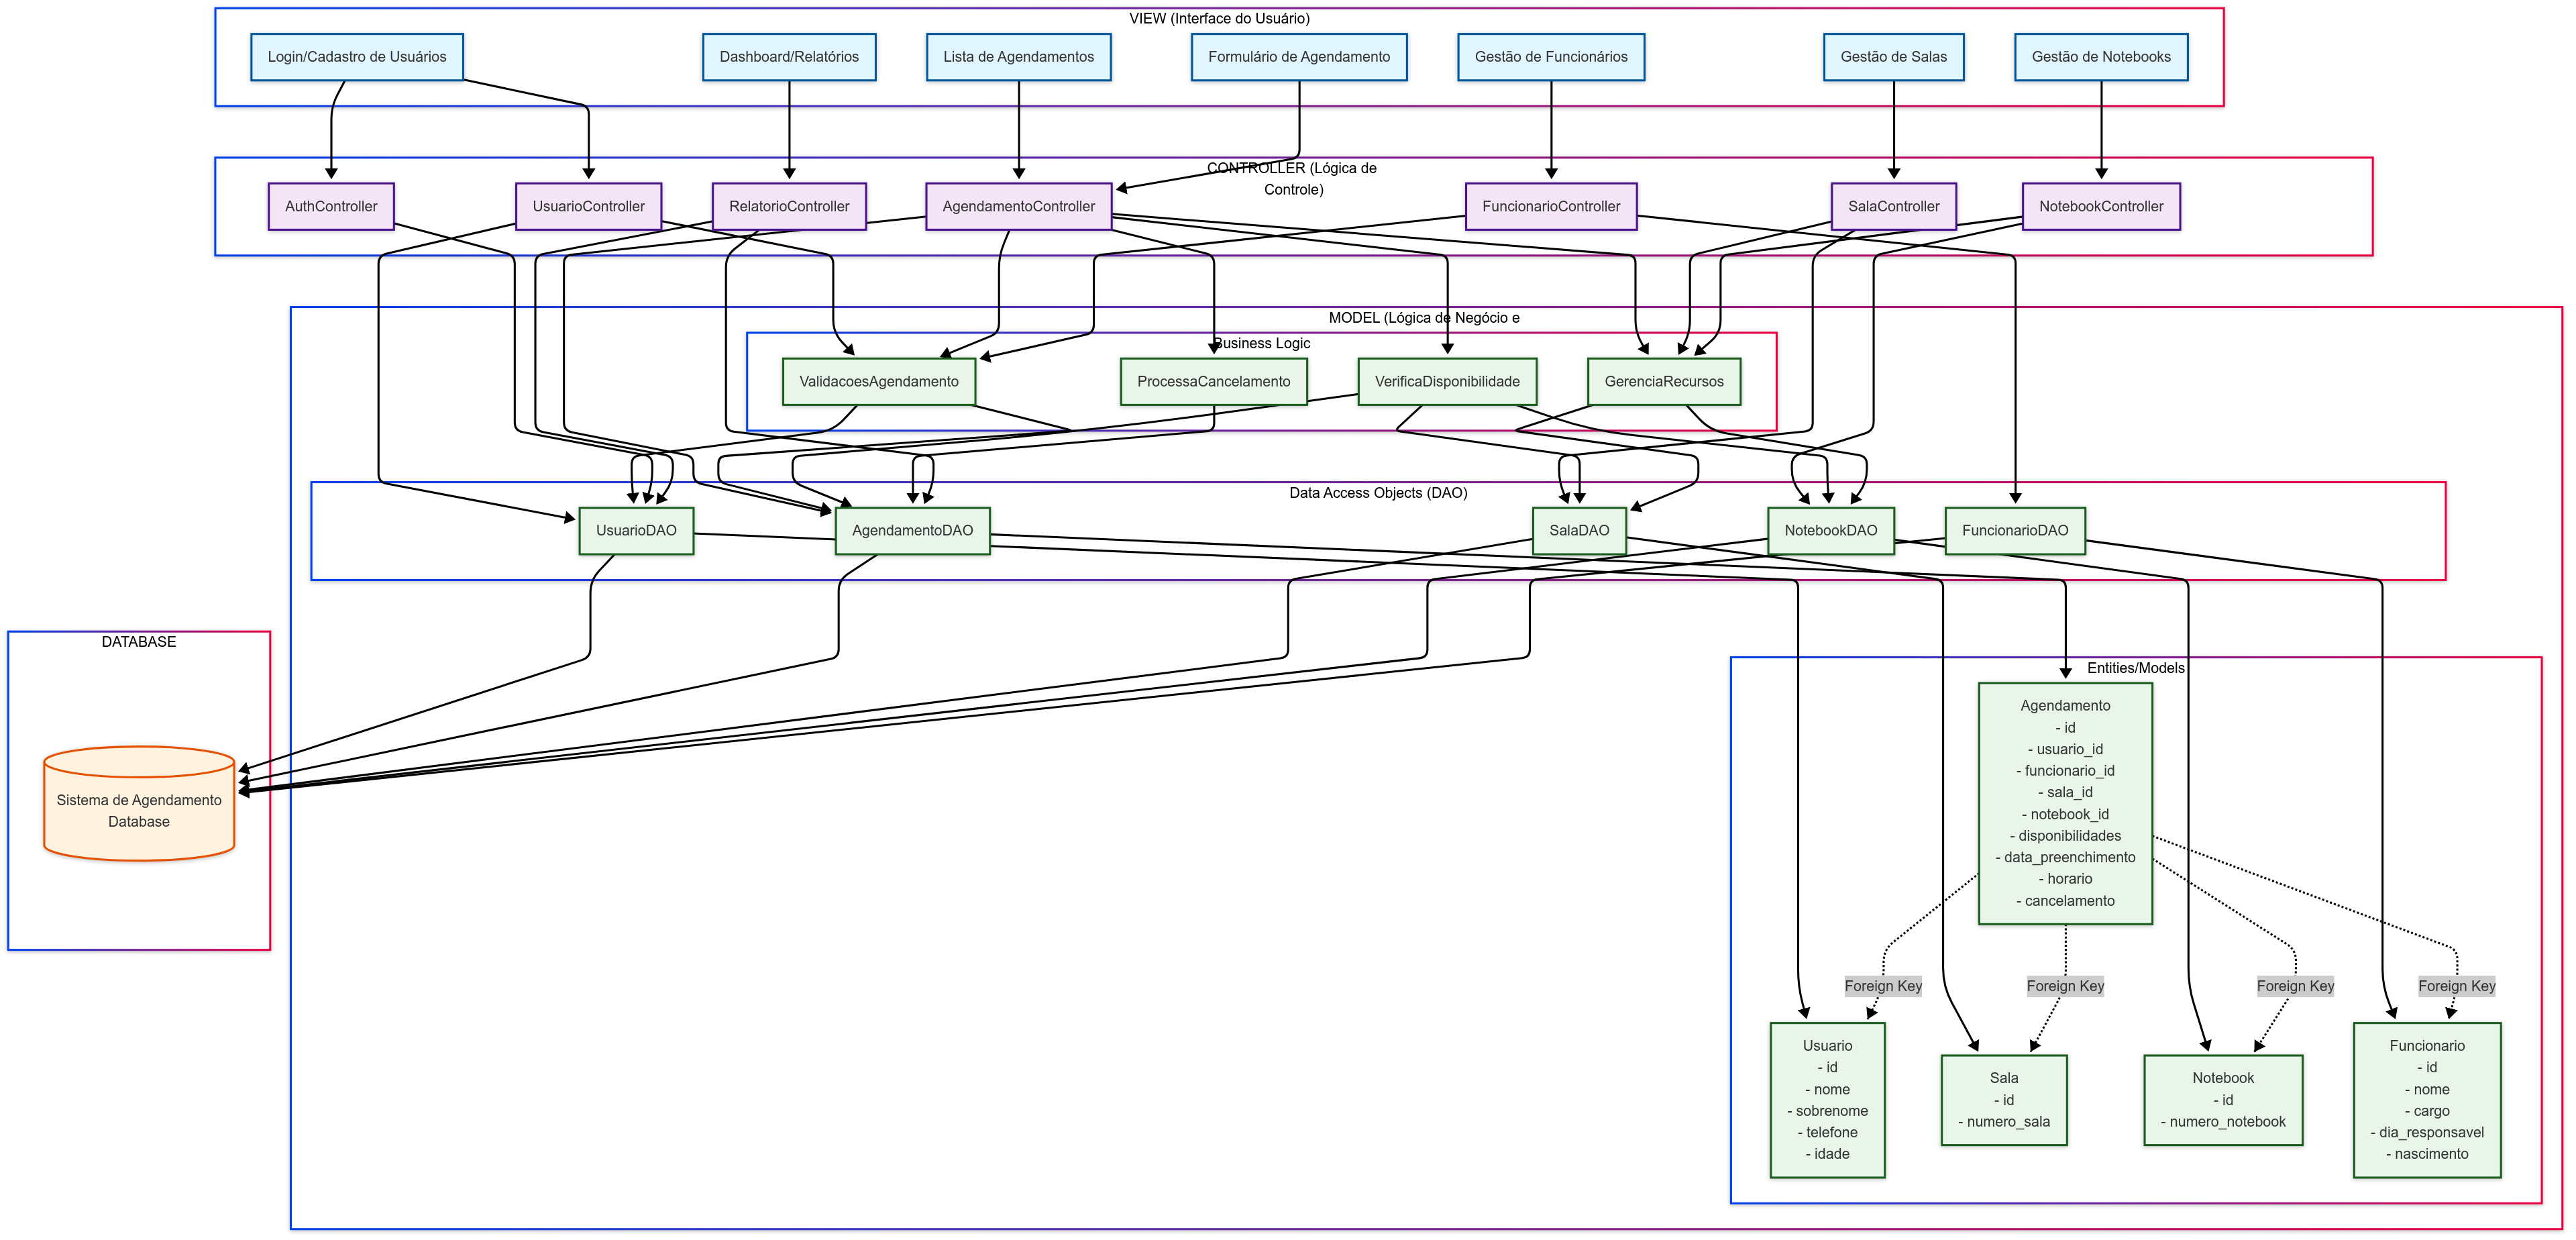 VIEW (Interface do Usuário)
Login/Cadastro de Usuários
Dashboard/Relatórios
Lista de Agendamentos
Formulário de Agendamento
Gestão de Funcionários
Gestão de Salas
Gestão de Notebooks
CONTROLLER (Lógica de
Controle)
AuthController
UsuarioController
RelatorioController
AgendamentoController
FuncionarioController
SalaController
NotebookController
MODEL (Lógica de Negócio e
Business Logic
ValidacoesAgendamento
ProcessaCancelamento
VerificaDisponibilidade
GerenciaRecursos
Data Access Objects (DAO)
UsuarioDAO
AgendamentoDAO
SalaDAO
NotebookDAO
FuncionarioDAO
DATABASE
Sistema de Agendamento
Database
Entities/Models
Agendamento
- id
- usuario_id
- funcionario_id
- sala_id
- notebook_id
- disponibilidades
- data_preenchimento
- horario
- cancelamento
Foreign Key
Foreign Key
Foreign Key
Foreign Key
Usuario
- id
- nome
- sobrenome
- telefone
- idade
Sala
- id
- numero_sala
Notebook
- id
- numero_notebook
Funcionario
- id
- nome
- cargo
- dia_responsavel
- nascimento